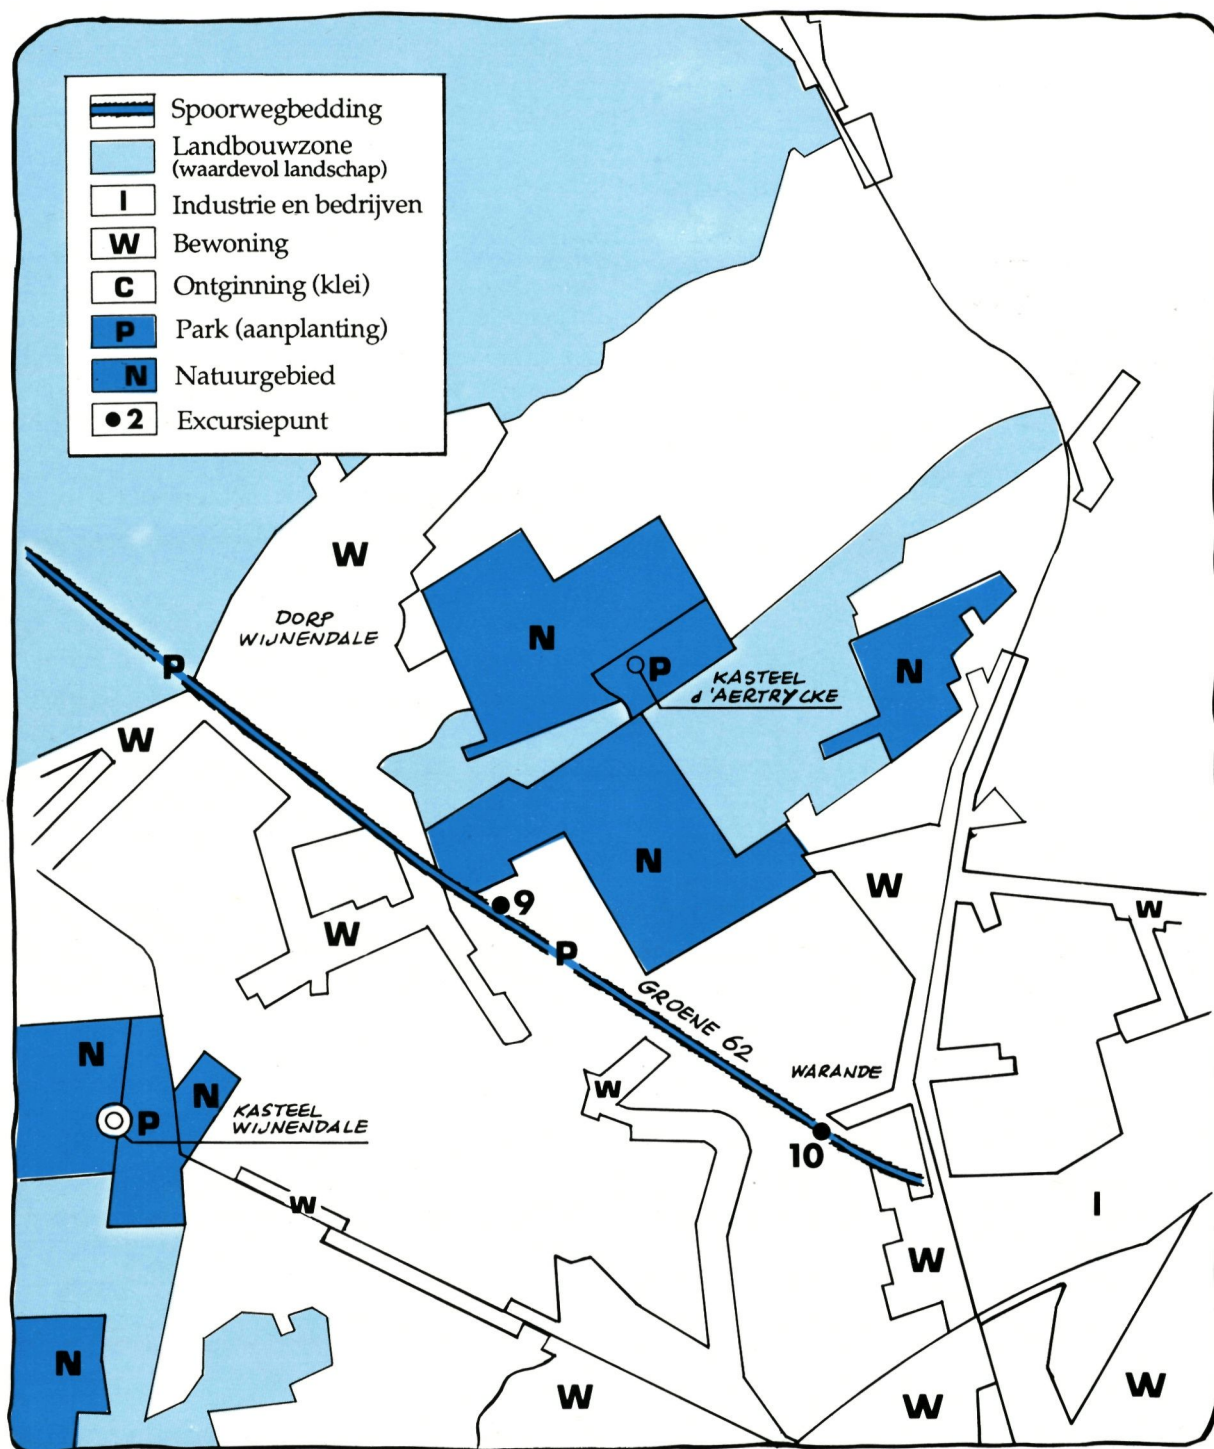 Spoorwegbedding
Landbouwzone
(waardevol landschap)
I Industrie en bedrijven
W Bewoning
C Ontginning (klei)
P Park (aanplanting)
N Natuurgebied
●2 Excursiepunt
W
DORP
WIJNENDALE
N
P
P
N
KASTEEL
d'AERTRYCKE
W
N
W
W
9
W
P
GROENE 62
WARANDE
N
W
N
P
KASTEEL
WIJNENDALE
10
W
I
W
N
W
W
W